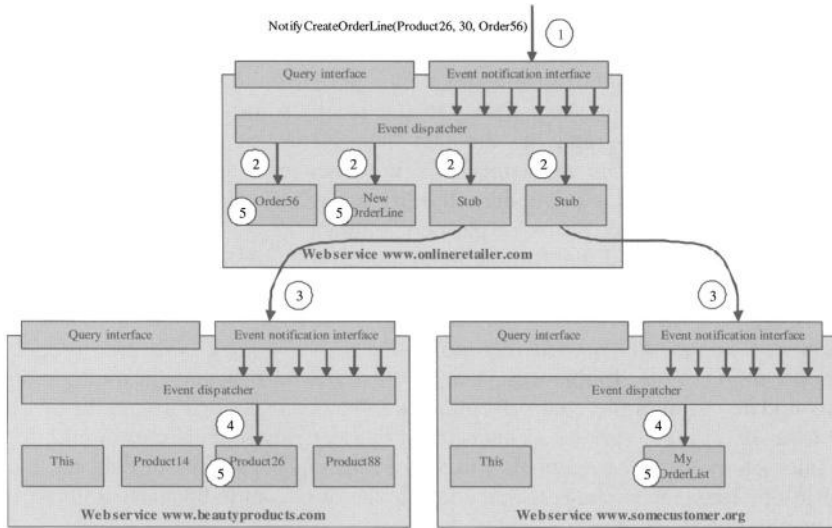 NotifyCreateOrderLine(Product26, 30, Order56)
1
Query interface
Event notification interface
Event dispatcher
2
2
2
2
Order56
5
New
OrderLine
5
Stub
Stub
Webservice www.onlineretailer.com
3
3
Query interface
Event notification interface
Event dispatcher
4
This
Product14
Product26
5
Product88
Webservice www.beautyproducts.com
Query interface
Event notification interface
Event dispatcher
4
This
My
OrderList
5
Webservice www.somecustomer.org